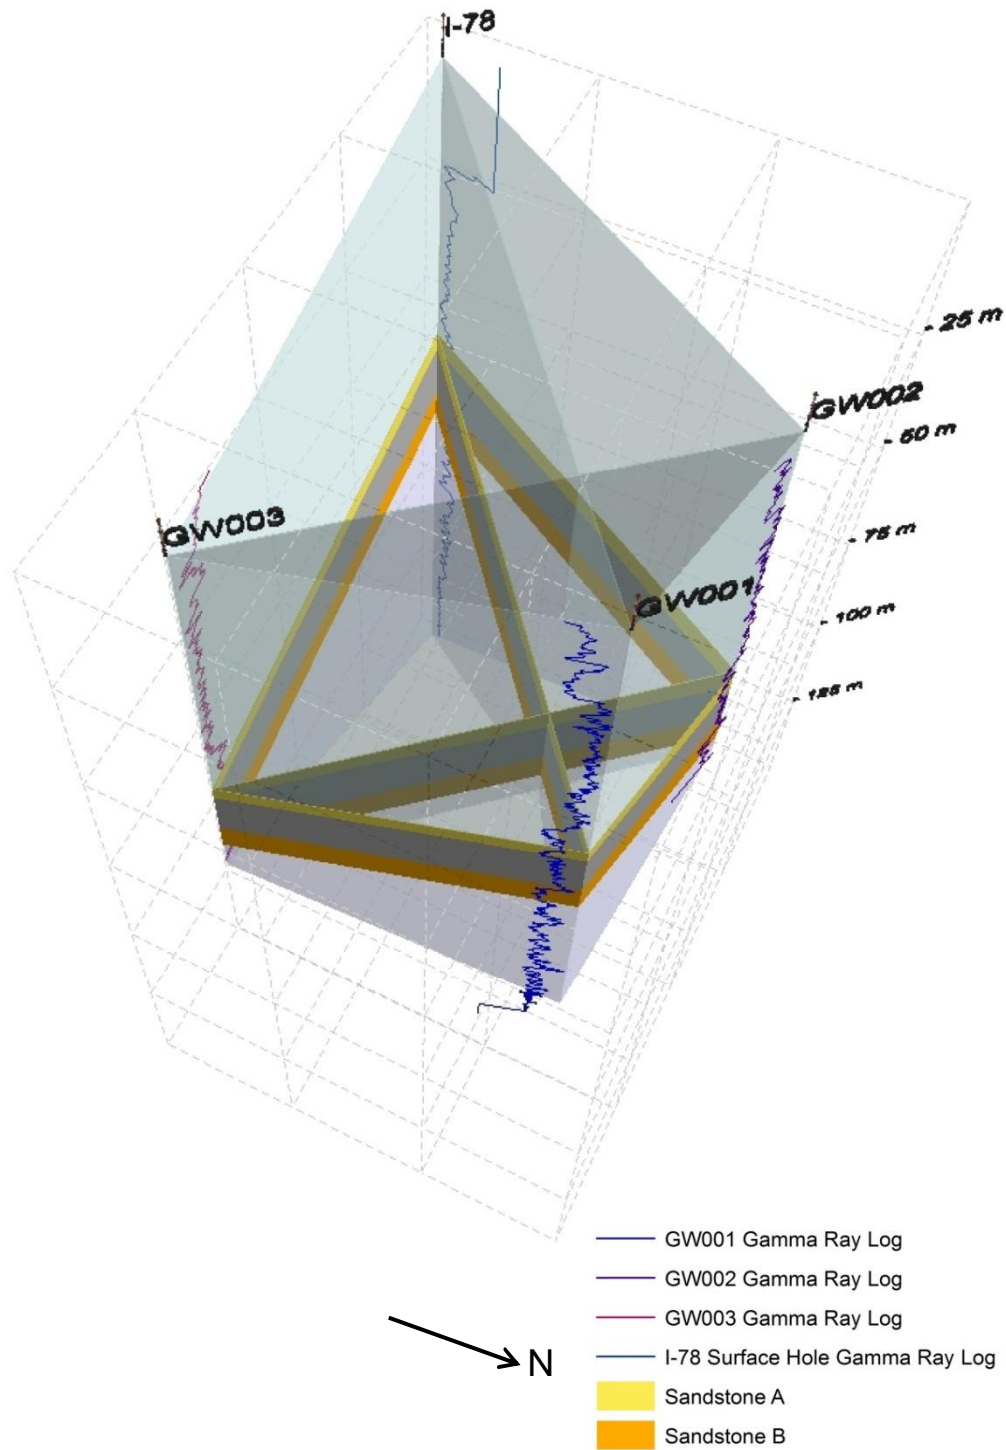 I-78
- 25 m
GW002
- 50 m
GW003
- 75 m
GW001
- 100 m
- 125 m
N
GW001 Gamma Ray Log
GW002 Gamma Ray Log
GW003 Gamma Ray Log
I-78 Surface Hole Gamma Ray Log
Sandstone A
Sandstone B